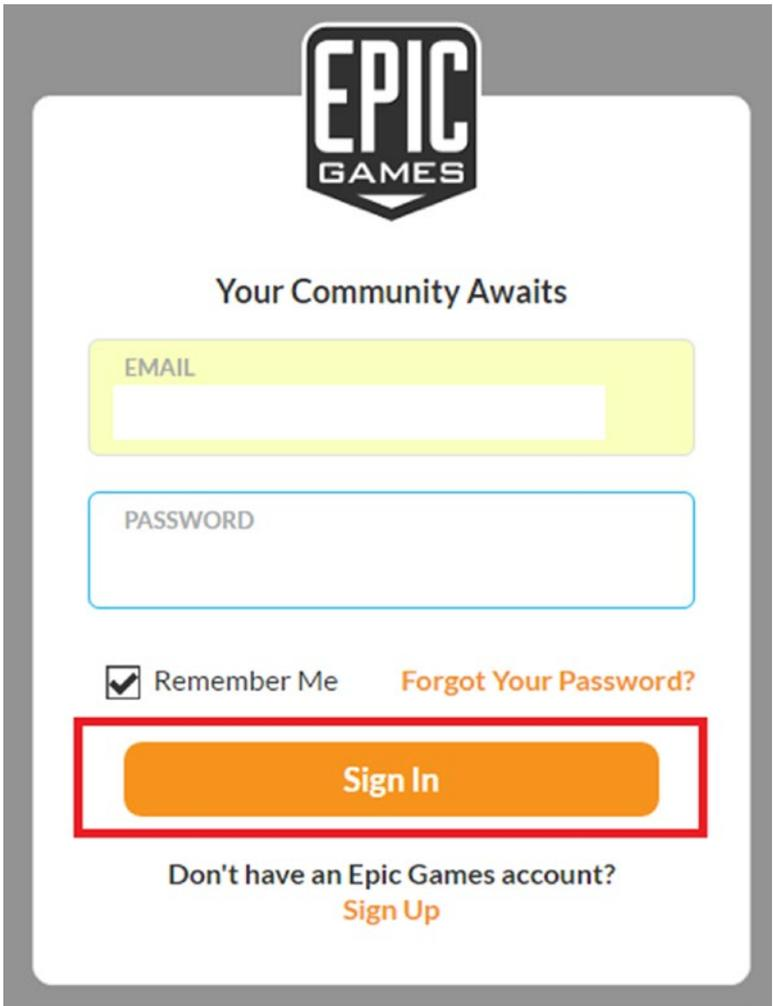 EPIC
GAMES
Your Community Awaits
EMAIL
PASSWORD
Remember Me Forgot Your Password?
Sign In
Don't have an Epic Games account?
Sign Up